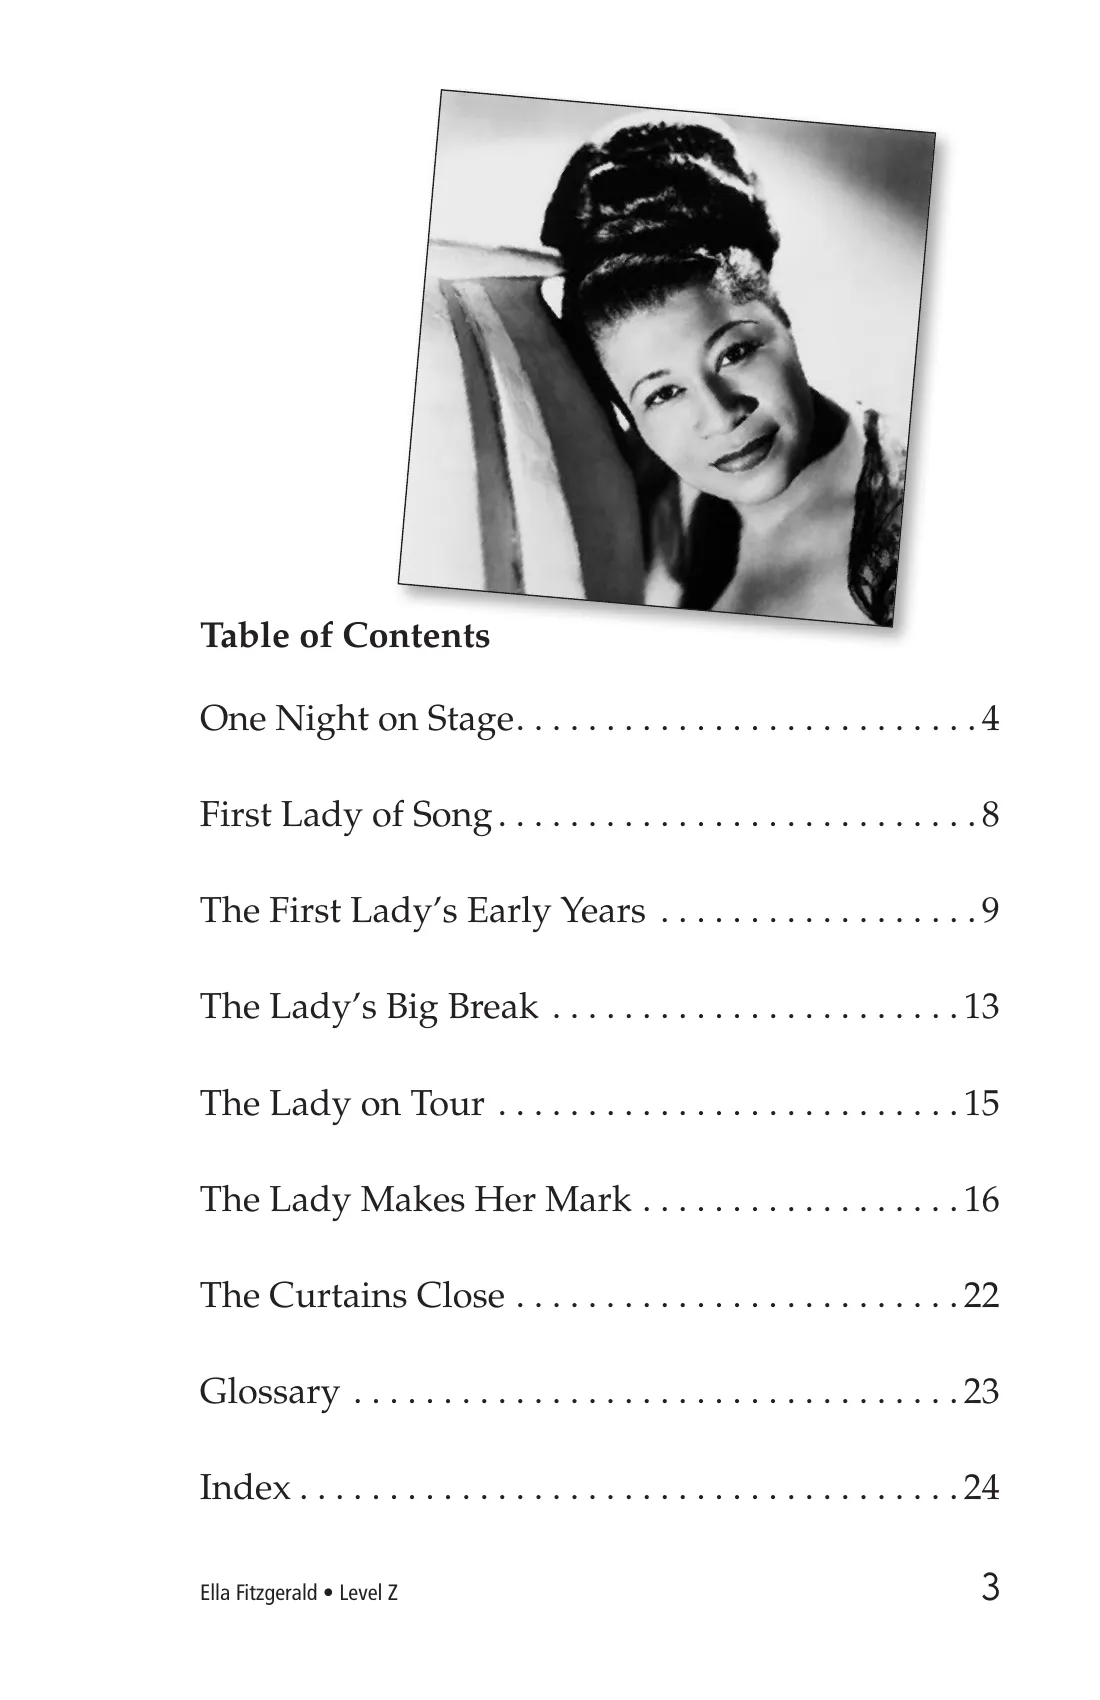 Table of Contents
One Night on Stage. . . . . . . . . . . . . . . . . . . . . . . . . . 4
First Lady of Song . . . . . . . . . . . . . . . . . . . . . . . . . . . 8
The First Lady’s Early Years . . . . . . . . . . . . . . . . . . 9
The Lady’s Big Break . . . . . . . . . . . . . . . . . . . . . . . 13
The Lady on Tour . . . . . . . . . . . . . . . . . . . . . . . . . . 15
The Lady Makes Her Mark . . . . . . . . . . . . . . . . . . 16
The Curtains Close . . . . . . . . . . . . . . . . . . . . . . . . . 22
Glossary . . . . . . . . . . . . . . . . . . . . . . . . . . . . . . . . . . 23
Index . . . . . . . . . . . . . . . . . . . . . . . . . . . . . . . . . . . . . 24
Ella Fitzgerald • Level Z 3